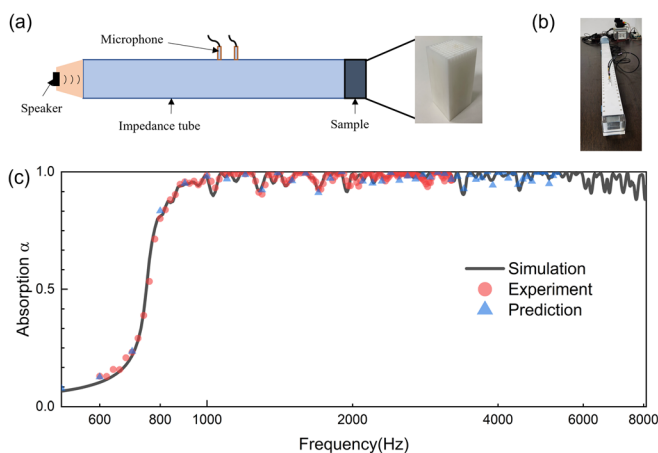 (a)
(b)
Microphone
Speaker
Impedance tube
Sample
(c)
Absorption α
1.0
0.5
0.0
Simulation
Experiment
Prediction
600
800
1000
2000
4000
6000
8000
Frequency(Hz)